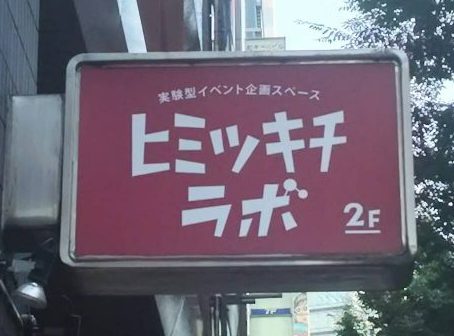 実験型イベント企画スペース
ヒミツキチ
ラボ
2F